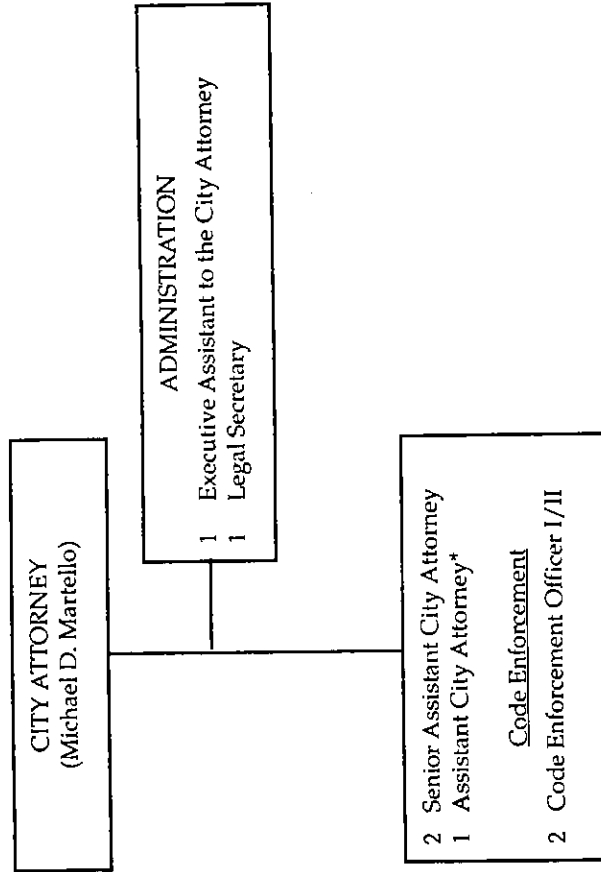 CITY ATTORNEY
(Michael D. Martello)
ADMINISTRATION
1 Executive Assistant to the City Attorney
1 Legal Secretary
2 Senior Assistant City Attorney
1 Assistant City Attorney*
Code Enforcement
2 Code Enforcement Officer I/II